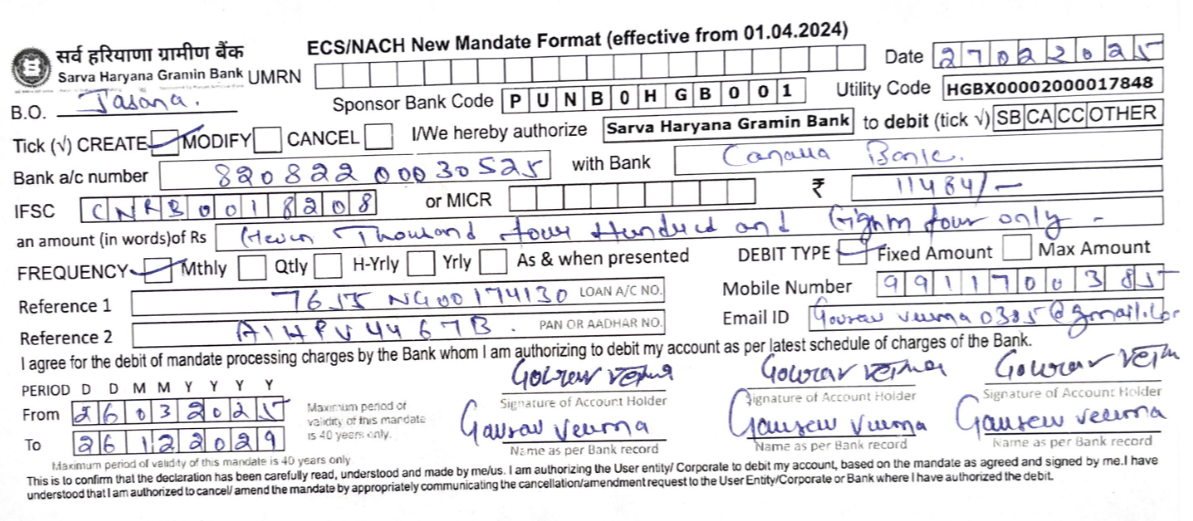 सर्व हरियाणा ग्रामीण बैंक
Sarva Haryana Gramin Bank
ECS/NACH New Mandate Format (effective from 01.04.2024)
UMRN
Date 27022025
B.O. Jasana.
Sponsor Bank Code PUNB0HGB001
Utility Code HGBX00002000017848
Tick (√) CREATE MODIFY CANCEL I/We hereby authorize Sarva Haryana Gramin Bank to debit (tick √) SB CA CC OTHER
Bank a/c number 82082200030525 with Bank Canara Bank.
IFSC CNRB0018208 or MICR ₹ 11484/-
an amount (in words)of Rs Thousand four Hundred and four only -
FREQUENCY Mthly Qtly H-Yrly Yrly As & when presented DEBIT TYPE Fixed Amount Max Amount
Reference 1 7655NG00174130 LOAN A/C NO. Mobile Number 9911700385
Reference 2 AIHPV4467B. PAN OR AADHAR NO. Email ID Gourav verma0385@gmail.com
I agree for the debit of mandate processing charges by the Bank whom I am authorizing to debit my account as per latest schedule of charges of the Bank.
PERIOD D D M M Y Y Y Y
From 26032025
To 26122029
Maximum period of
validity of this mandate
is 40 years only.
Gourav Verma Gourav Verma Gourav Verma
Signature of Account Holder Signature of Account Holder Signature of Account Holder
Gaurav Verma Gaurav Verma Gaurav Verma
Name as per Bank record Name as per Bank record Name as per Bank record
Maximum period of validity of this mandate is 40 years only
This is to confirm that the declaration has been carefully read, understood and made by me/us. I am authorizing the User entity/ Corporate to debit my account, based on the mandate as agreed and signed by me.I have
understood that I am authorized to cancel/ amend the mandate by appropriately communicating the cancellation/amendment request to the User Entity/Corporate or Bank where I have authorized the debit.